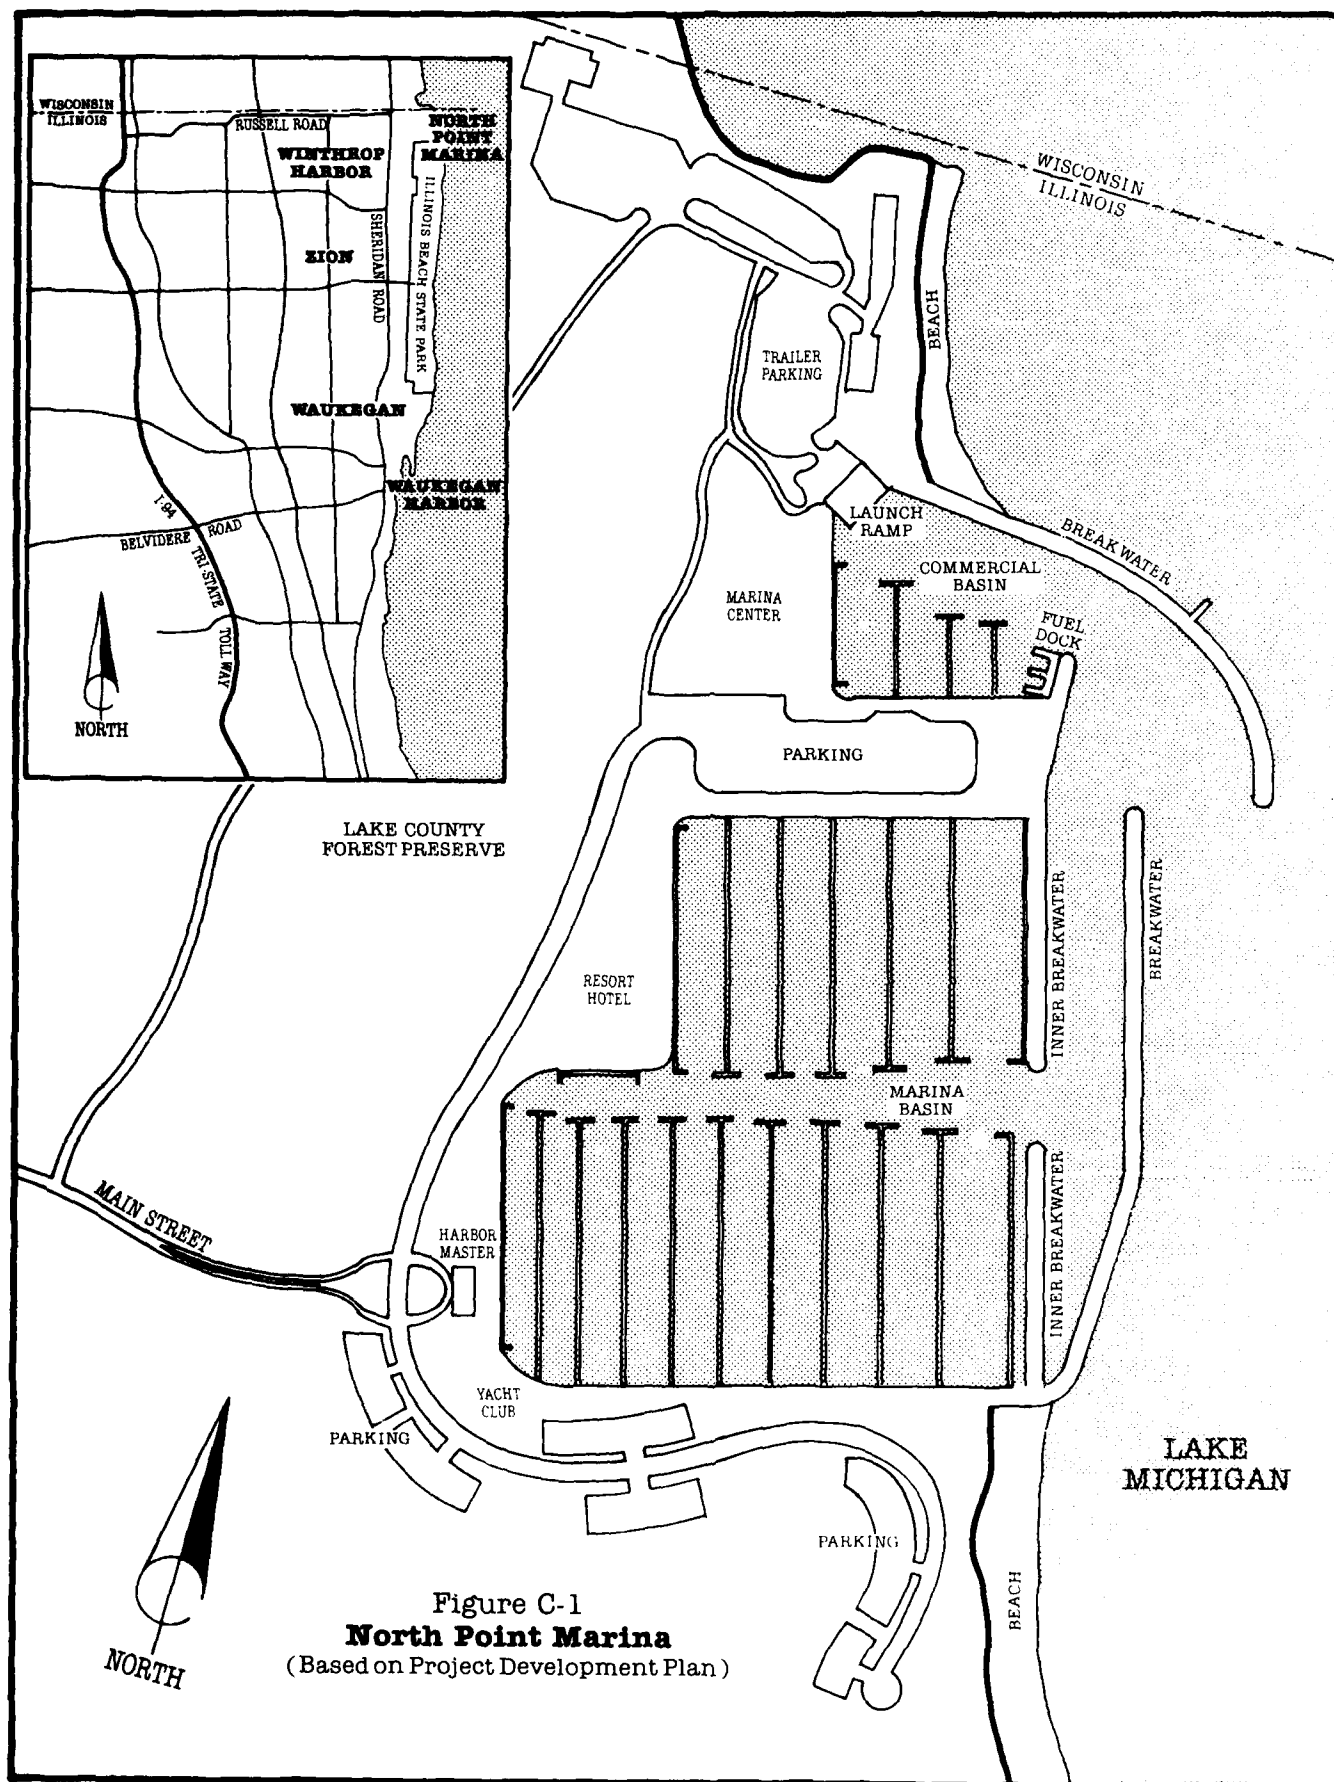 WISCONSIN
ILLINOIS
RUSSELL ROAD
NORTH
POINT
MARINA
WINTHROP
HARBOR
ILLINOIS BEACH STATE PARK
SHERIDAN ROAD
ZION
WAUKEGAN
WAUKEGAN
HARBOR
I-94
BELVIDERE ROAD
TRI-STATE
TOLLWAY
NORTH
WISCONSIN
ILLINOIS
BEACH
TRAILER
PARKING
LAUNCH
RAMP
BREAKWATER
COMMERCIAL
BASIN
MARINA
CENTER
FUEL
DOCK
PARKING
LAKE COUNTY
FOREST PRESERVE
INNER BREAKWATER
BREAKWATER
RESORT
HOTEL
MARINA
BASIN
MAIN STREET
HARBOR
MASTER
INNER BREAKWATER
YACHT
CLUB
PARKING
LAKE
MICHIGAN
PARKING
BEACH
NORTH
Figure C-1
North Point Marina
(Based on Project Development Plan)